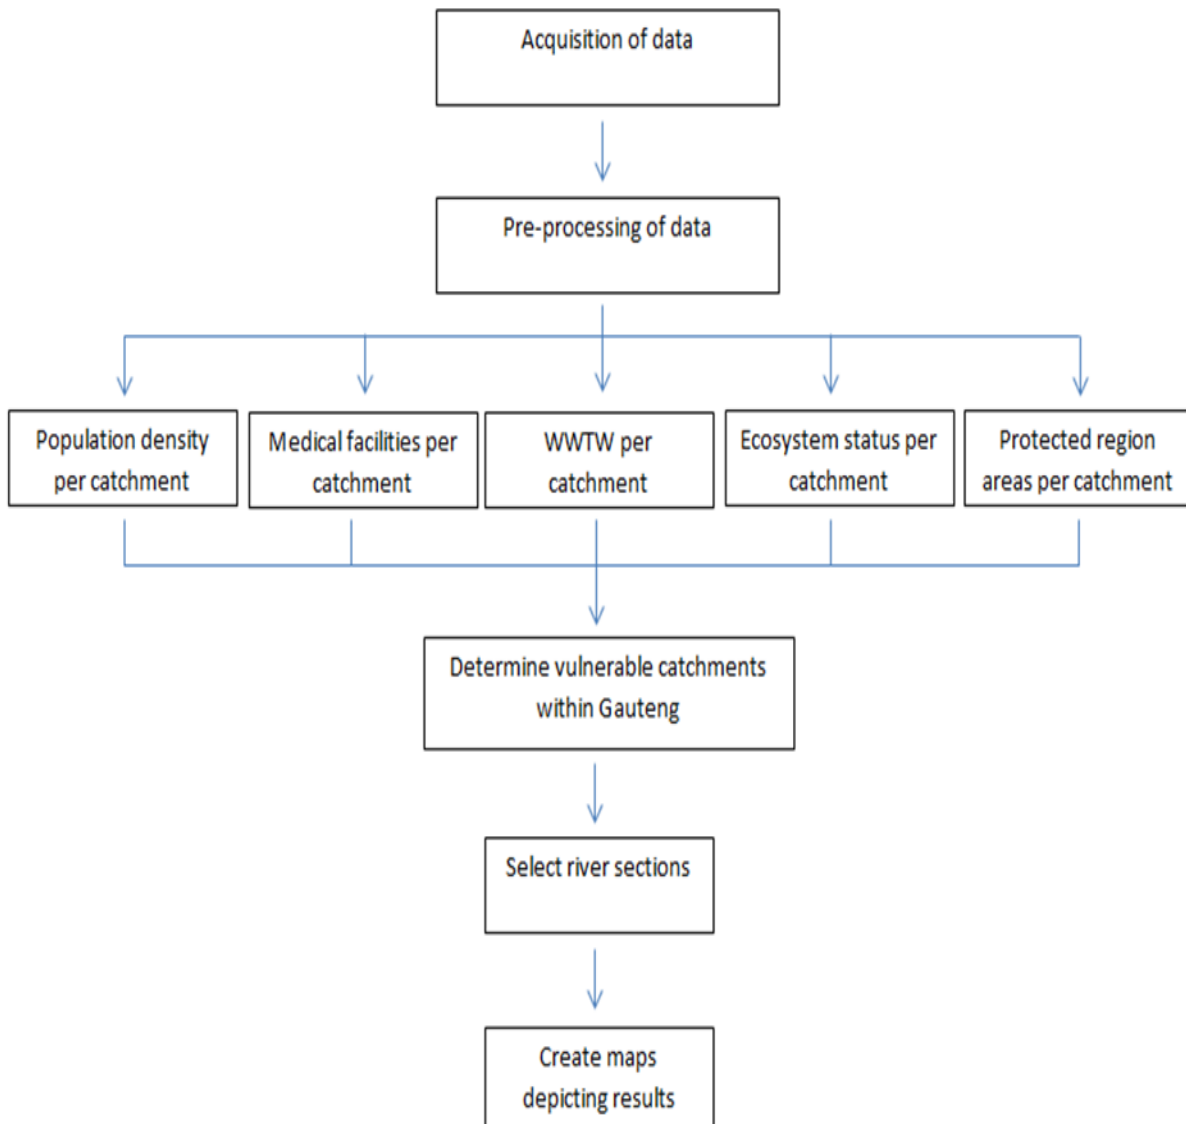 Acquisition of data
Pre-processing of data
Population density
per catchment
Medical facilities per
catchment
WWTW per
catchment
Ecosystem status per
catchment
Protected region
areas per catchment
Determine vulnerable catchments
within Gauteng
Select river sections
Create maps
depicting results